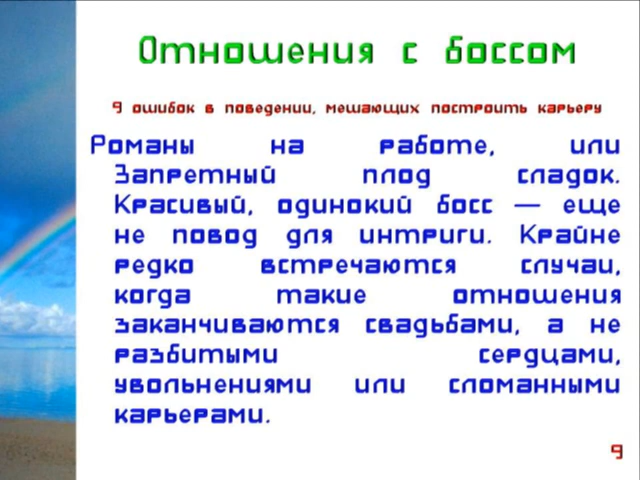 Отношения с боссом
9 ошибок в поведении, мешающих построить карьеру
Романы на работе, или
Запретный плод сладок.
Красивый, одинокий босс — еще
не повод для интриги. Крайне
редко встречаются случаи,
когда такие отношения
заканчиваются свадьбами, а не
разбитыми сердцами,
увольнениями или сломанными
карьерами.
9